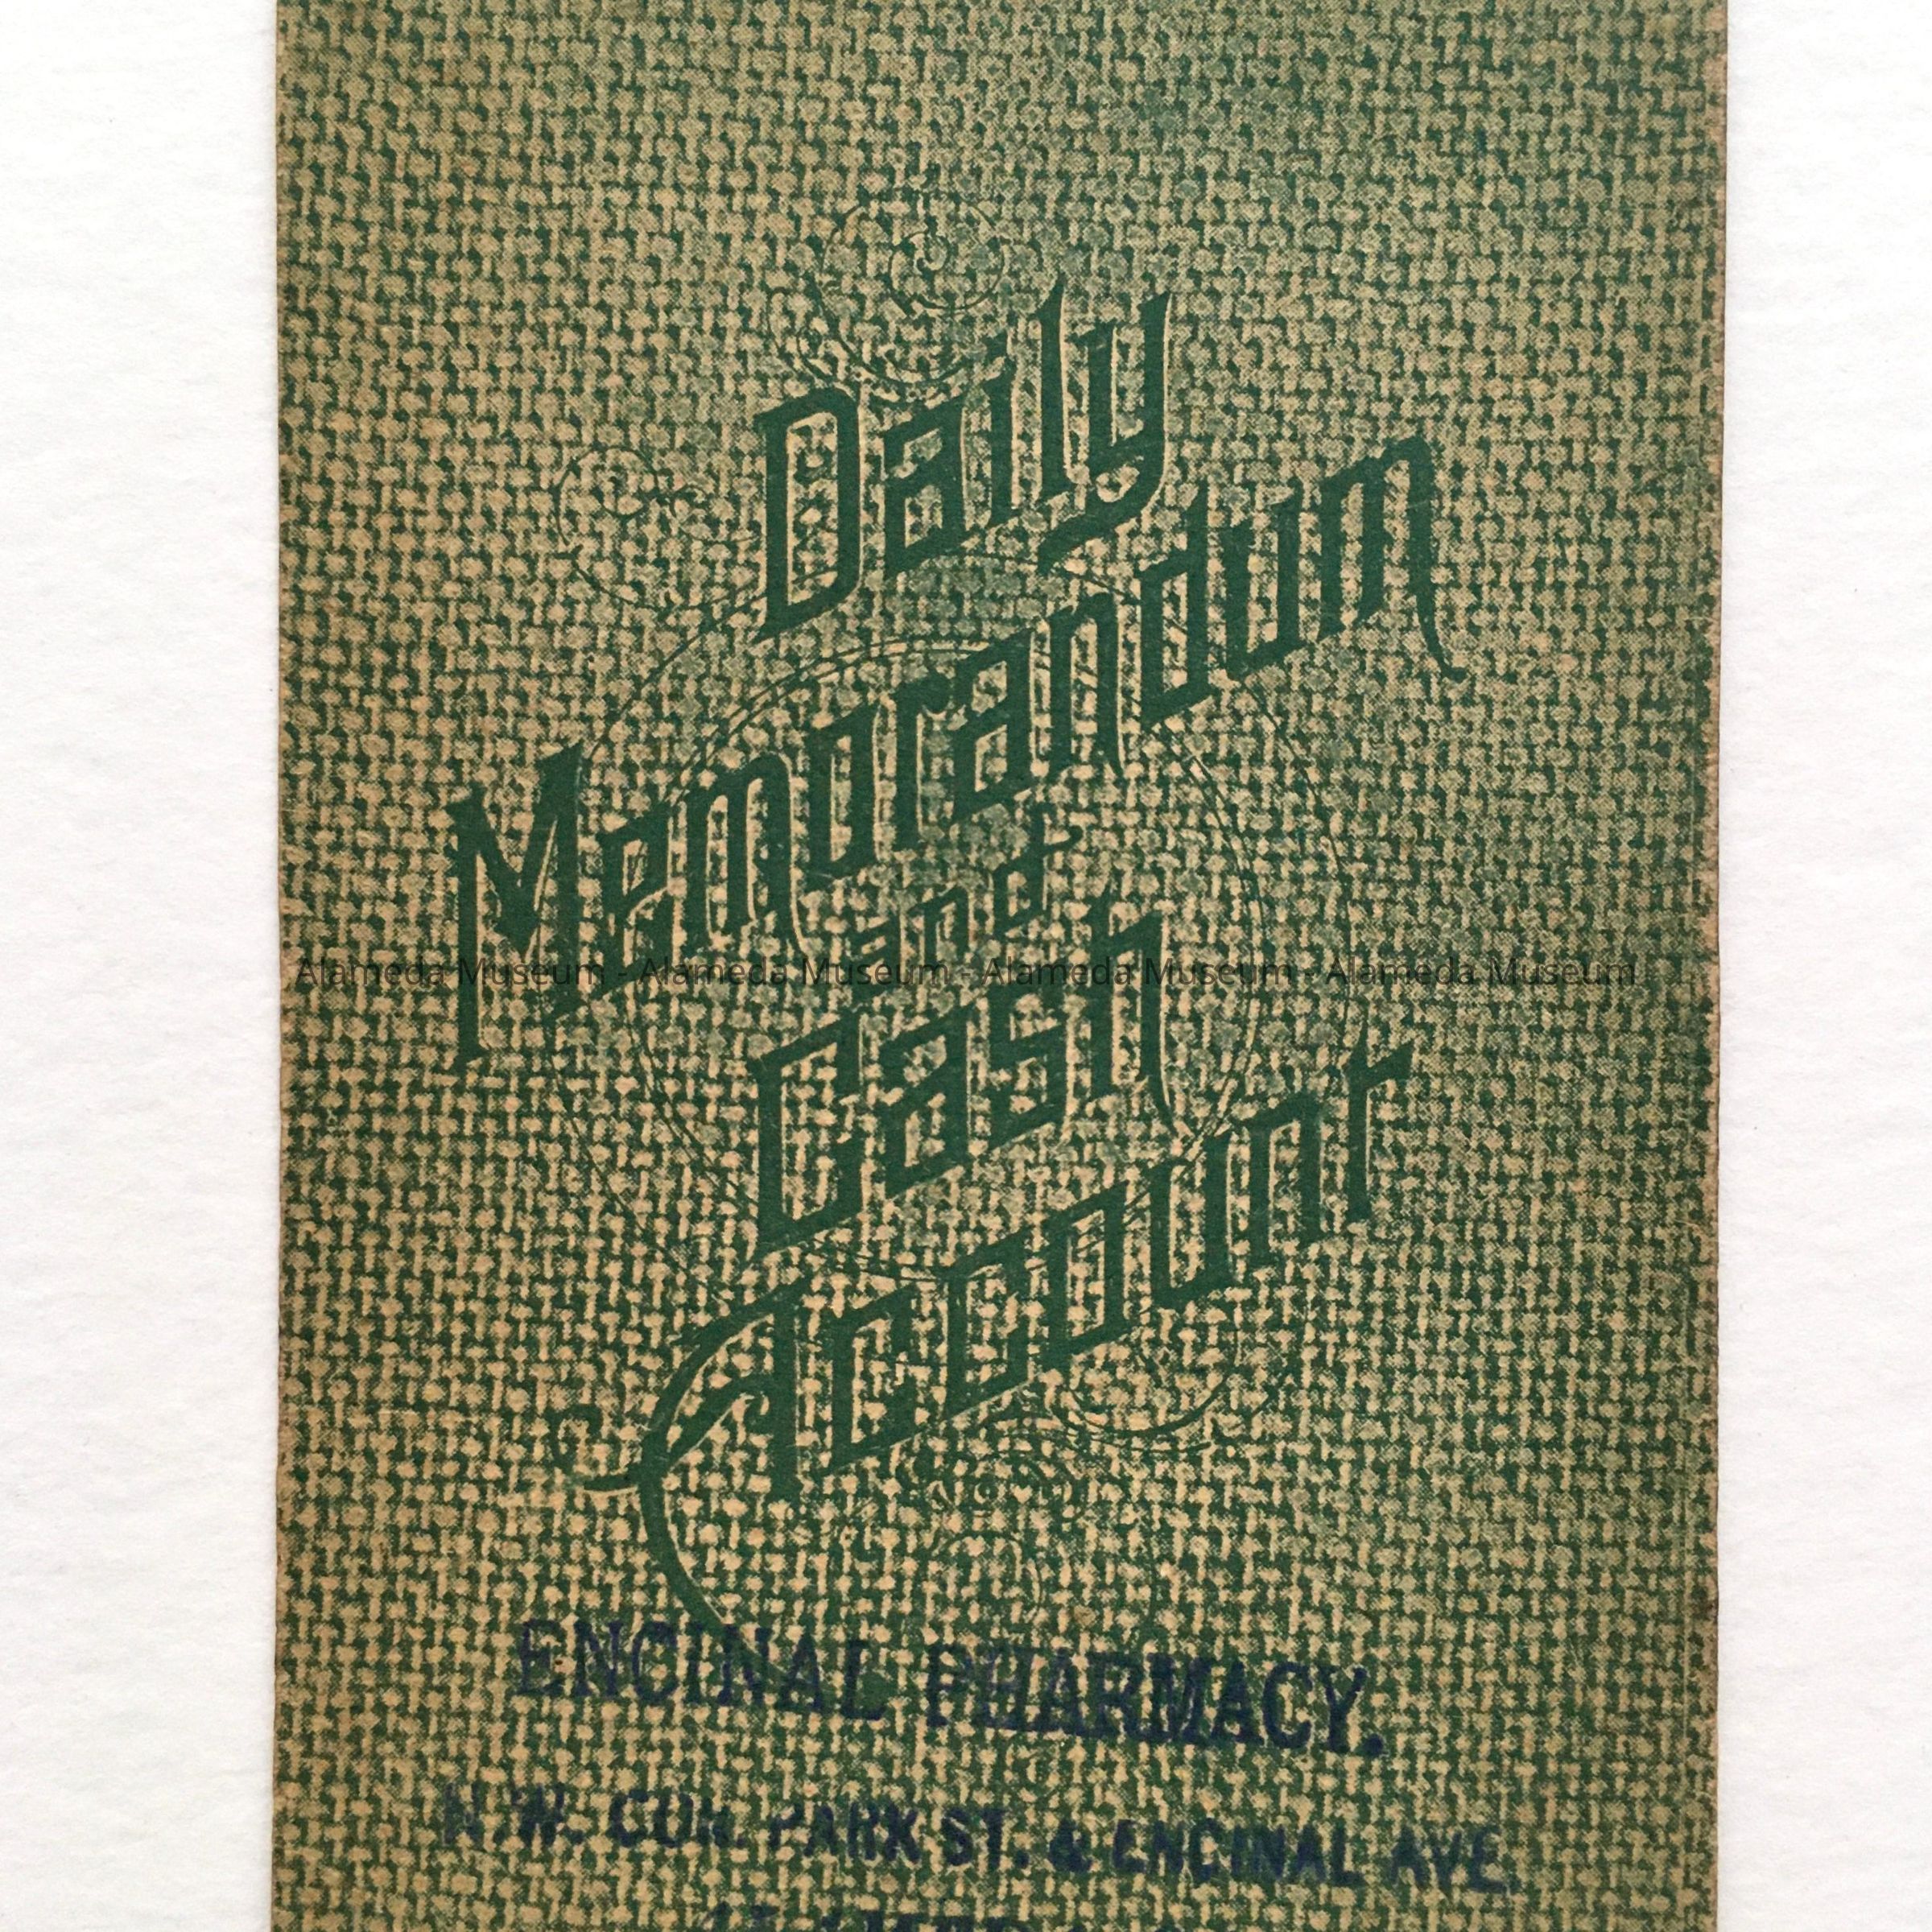 Daily
Memorandum
and
Cash
Account
Alameda Museum - Alameda Museum - Alameda Museum - Alameda Museum
ENCINAL PHARMACY.
N. W. COR. PARK ST. & ENCINAL AVE